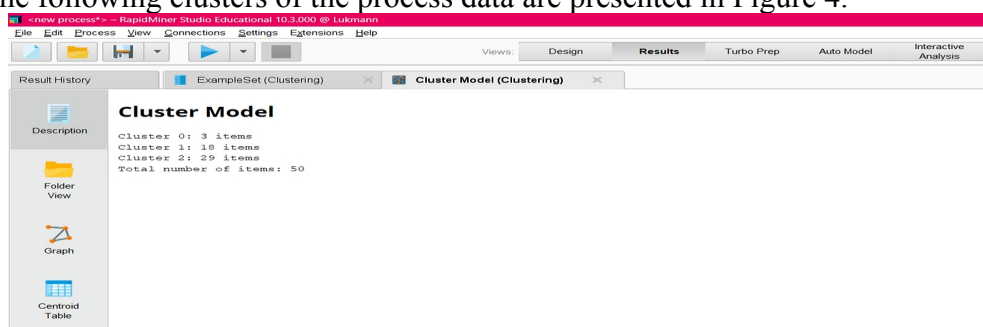 he following clusters of the process data are presented in Figure 4.
<new process*> – RapidMiner Studio Educational 10.3.000 @ Lukmann
File Edit Process View Connections Settings Extensions Help
Views: Design Results Turbo Prep Auto Model Interactive Analysis
Result History ExampleSet (Clustering) Cluster Model (Clustering)
Description
Cluster Model
Cluster 0: 3 items
Cluster 1: 18 items
Cluster 2: 29 items
Total number of items: 50
Folder
View
Graph
Centroid
Table